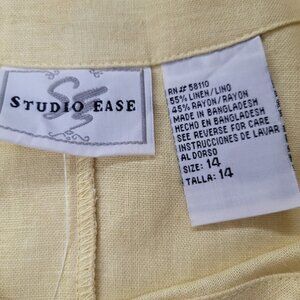 STUDIO EASE
RN# 58110
55% LINEN/LINO
45% RAYON/RAYON
MADE IN BANGLADESH
HECHO EN BANGLADESH
SEE REVERSE FOR CARE
INSTRUCCIONES DE LAVAR
AL DORSO
SIZE: 14
TALLA: 14